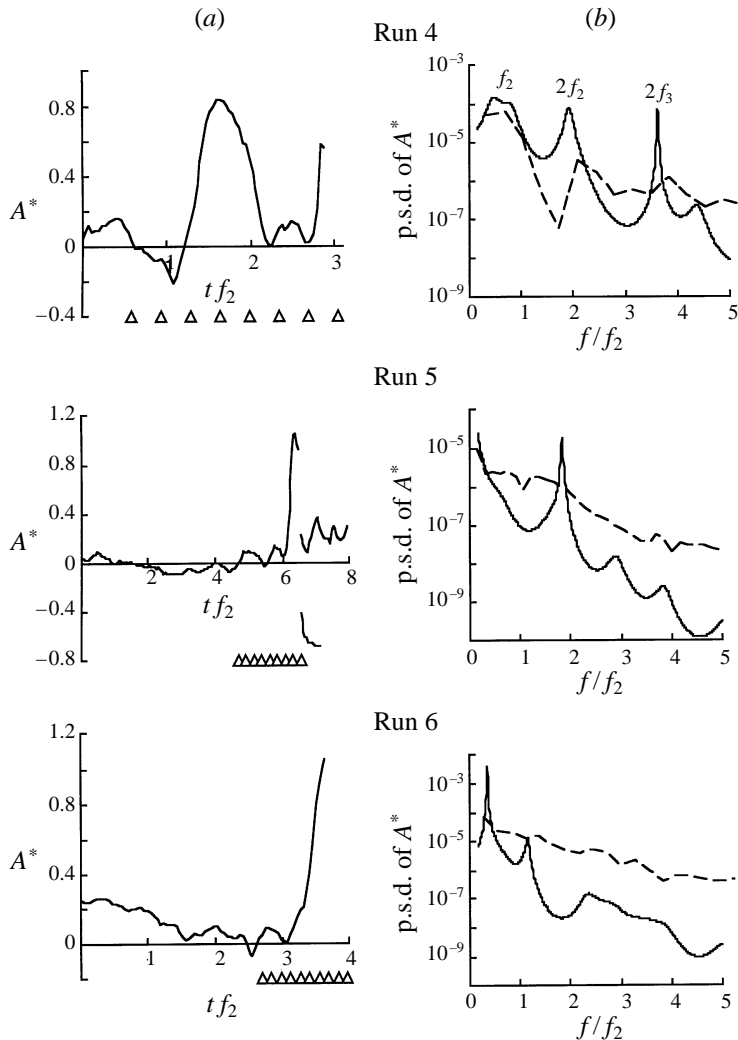 (a) (b)
Run 4
0.8
0.4
A*
0
−0.4
1 2 3
t f₂
10⁻³
10⁻⁵
10⁻⁷
10⁻⁹
p.s.d. of A*
f₂ 2f₂ 2f₃
0 1 2 3 4 5
f/f₂
Run 5
1.2
0.8
0.4
A*
0
−0.4
−0.8
2 4 6 8
t f₂
10⁻⁵
10⁻⁷
10⁻⁹
p.s.d. of A*
0 1 2 3 4 5
f/f₂
Run 6
1.2
0.8
A*
0.4
0
1 2 3 4
t f₂
10⁻³
10⁻⁵
10⁻⁷
10⁻⁹
p.s.d. of A*
0 1 2 3 4 5
f/f₂